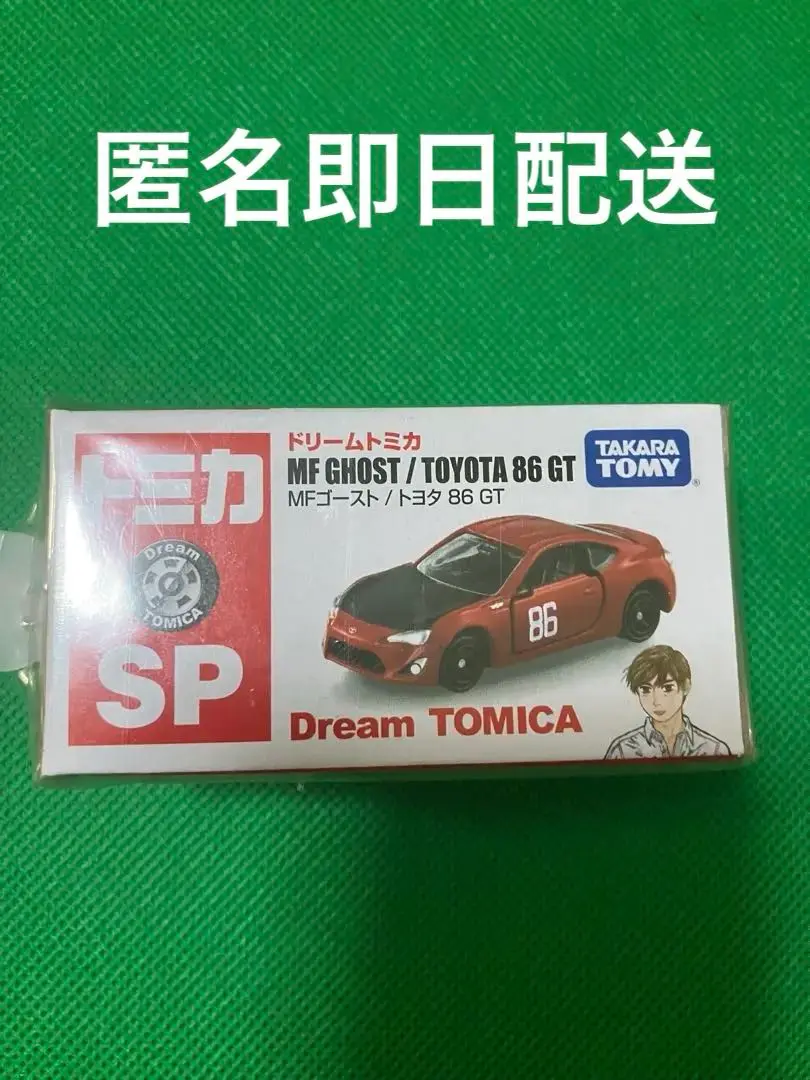 匿名即日配送
トミカ
Dream
TOMICA
SP
ドリームトミカ
MF GHOST / TOYOTA 86 GT
MFゴースト / トヨタ 86 GT
TAKARA
TOMY
®
86
Dream TOMICA